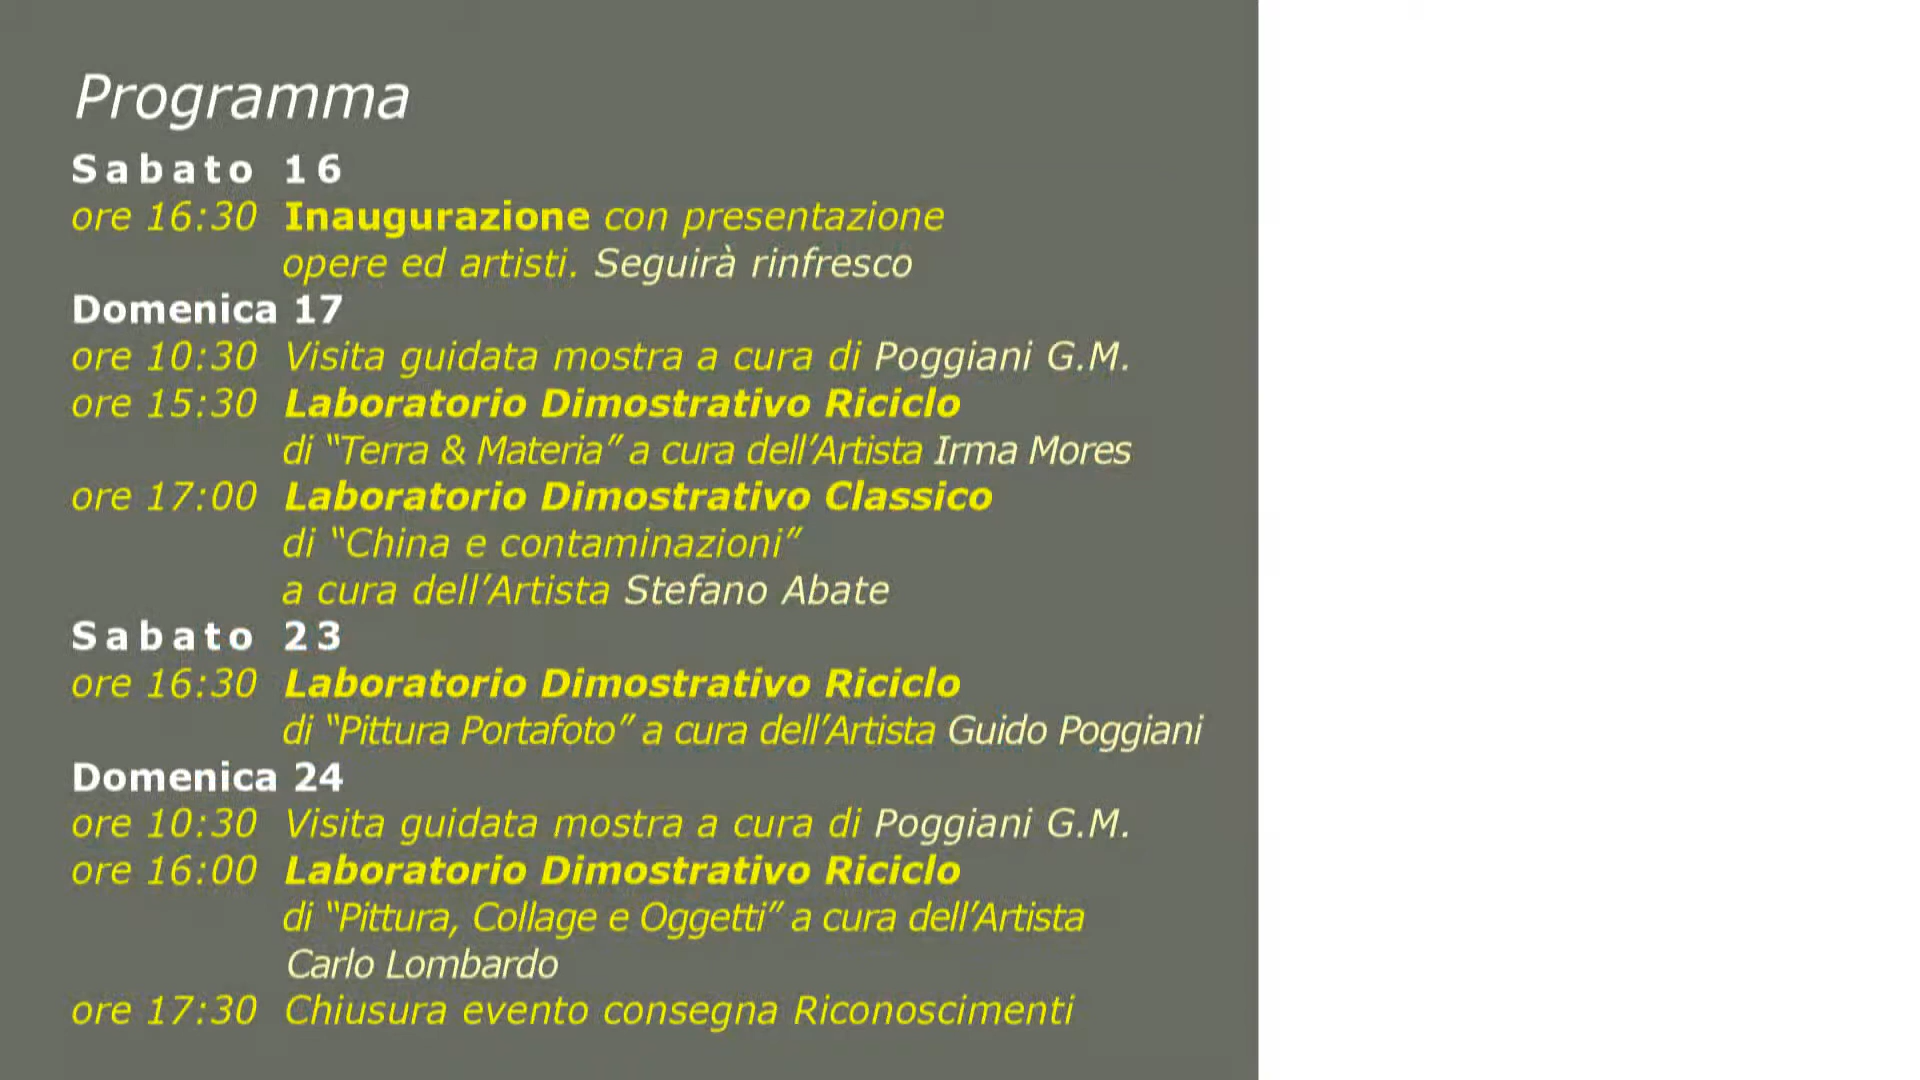 Programma
Sabato 16
ore 16:30 Inaugurazione con presentazione
opere ed artisti. Seguirà rinfresco
Domenica 17
ore 10:30 Visita guidata mostra a cura di Poggiani G.M.
ore 15:30 Laboratorio Dimostrativo Riciclo
di “Terra & Materia” a cura dell’Artista Irma Mores
ore 17:00 Laboratorio Dimostrativo Classico
di “China e contaminazioni”
a cura dell’Artista Stefano Abate
Sabato 23
ore 16:30 Laboratorio Dimostrativo Riciclo
di “Pittura Portafoto” a cura dell’Artista Guido Poggiani
Domenica 24
ore 10:30 Visita guidata mostra a cura di Poggiani G.M.
ore 16:00 Laboratorio Dimostrativo Riciclo
di “Pittura, Collage e Oggetti” a cura dell’Artista
Carlo Lombardo
ore 17:30 Chiusura evento consegna Riconoscimenti